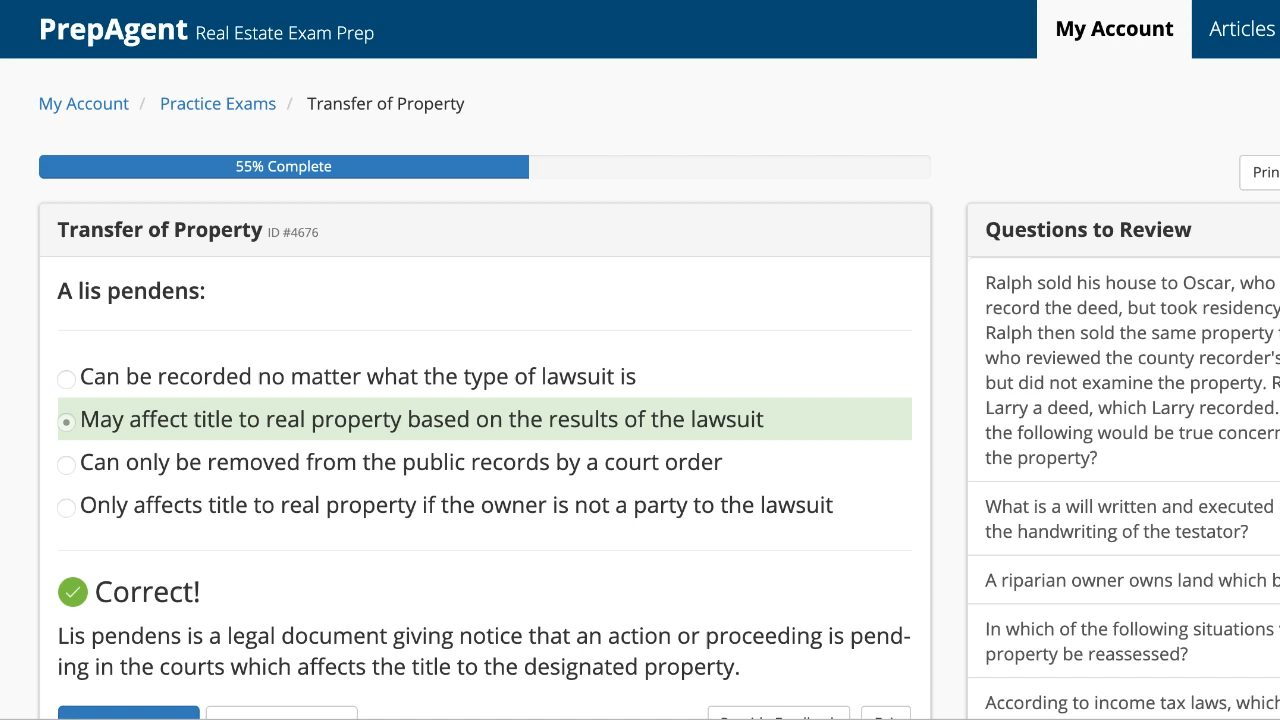 PrepAgent Real Estate Exam Prep
My Account
Articles
My Account / Practice Exams / Transfer of Property
55% Complete
Prin
Transfer of Property ID #4676
A lis pendens:
Can be recorded no matter what the type of lawsuit is
May affect title to real property based on the results of the lawsuit
Can only be removed from the public records by a court order
Only affects title to real property if the owner is not a party to the lawsuit
Correct!
Lis pendens is a legal document giving notice that an action or proceeding is pend-
ing in the courts which affects the title to the designated property.
Questions to Review
Ralph sold his house to Oscar, who
record the deed, but took residency
Ralph then sold the same property
who reviewed the county recorder's
but did not examine the property. R
Larry a deed, which Larry recorded.
the following would be true concern
the property?
What is a will written and executed
the handwriting of the testator?
A riparian owner owns land which b
In which of the following situations
property be reassessed?
According to income tax laws, which